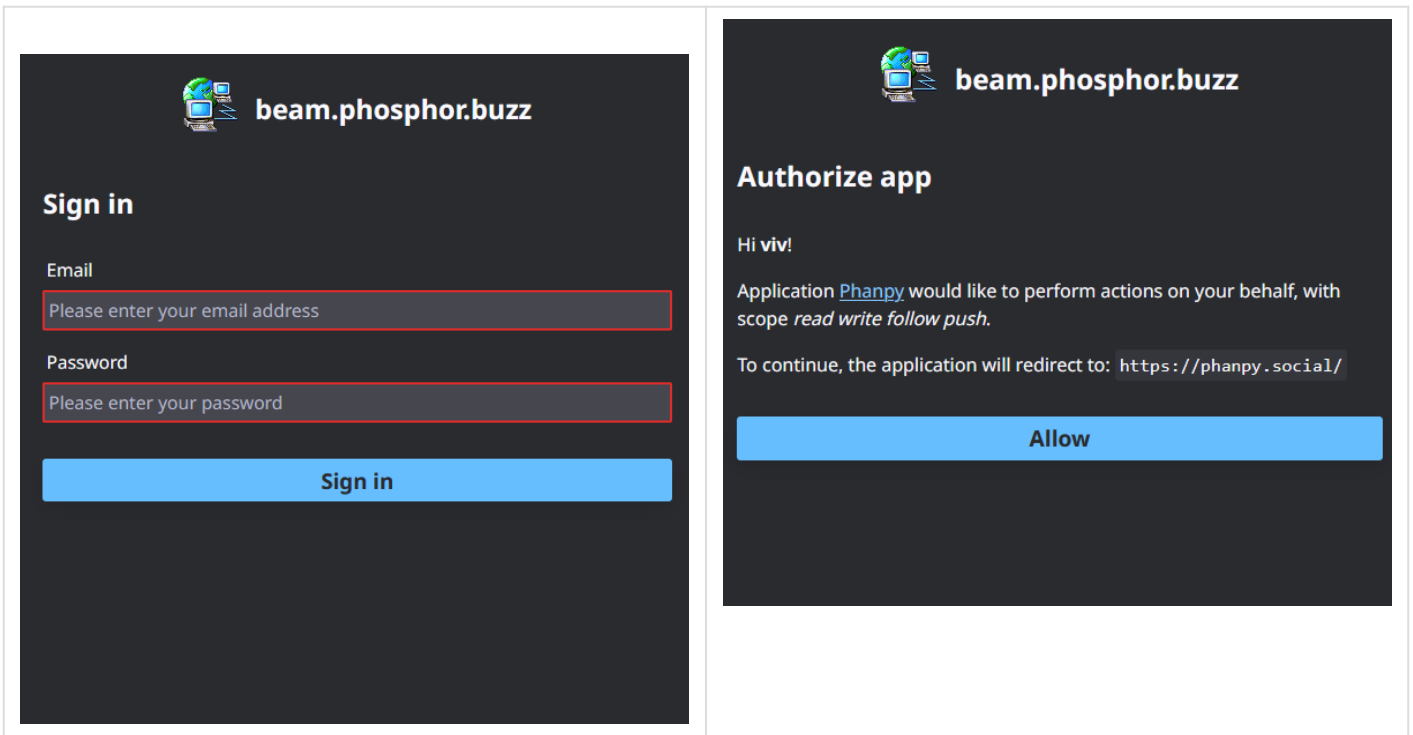 beam.phosphor.buzz
Sign in
Email
Please enter your email address
Password
Please enter your password
Sign in
beam.phosphor.buzz
Authorize app
Hi viv!
Application Phanpy would like to perform actions on your behalf, with
scope read write follow push.
To continue, the application will redirect to: https://phanpy.social/
Allow